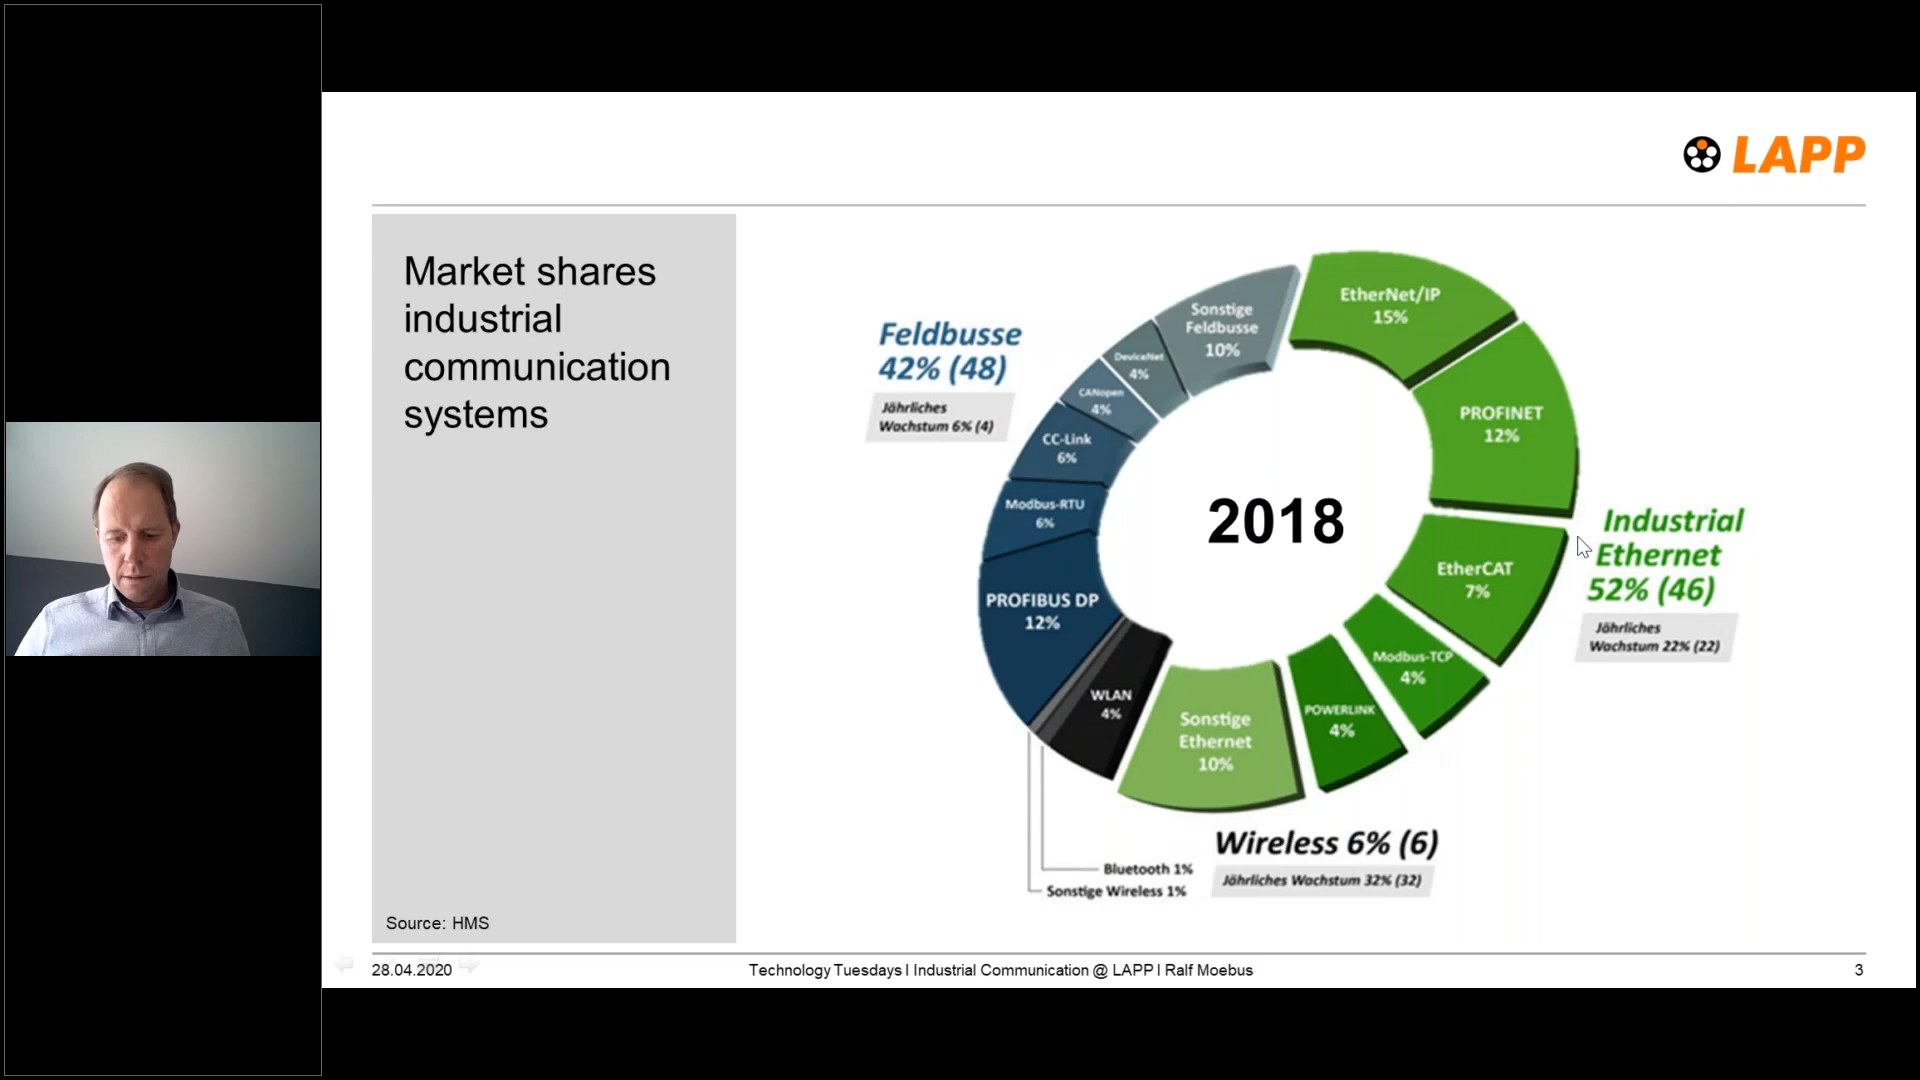 LAPP
Market shares
industrial
communication
systems
Source: HMS
2018
EtherNet/IP
15%
PROFINET
12%
EtherCAT
7%
Modbus-TCP
4%
POWERLINK
4%
Sonstige
Ethernet
10%
WLAN
4%
Bluetooth 1%
Sonstige Wireless 1%
PROFIBUS DP
12%
Modbus-RTU
6%
CC-Link
6%
CANopen
4%
DeviceNet
4%
Sonstige
Feldbusse
10%
Feldbusse
42% (48)
Jährliches
Wachstum 6% (4)
Industrial
Ethernet
52% (46)
Jährliches
Wachstum 22% (22)
Wireless 6% (6)
Jährliches Wachstum 32% (32)
28.04.2020
Technology Tuesdays I Industrial Communication @ LAPP I Ralf Moebus
3